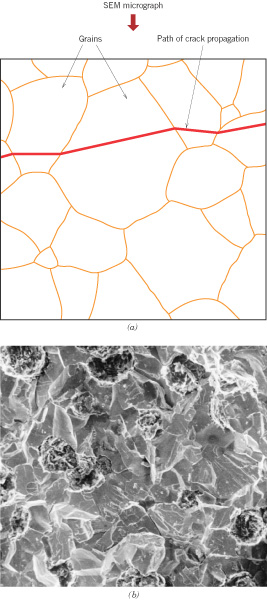 SEM micrograph
Grains
Path of crack propagation
(a)
(b)